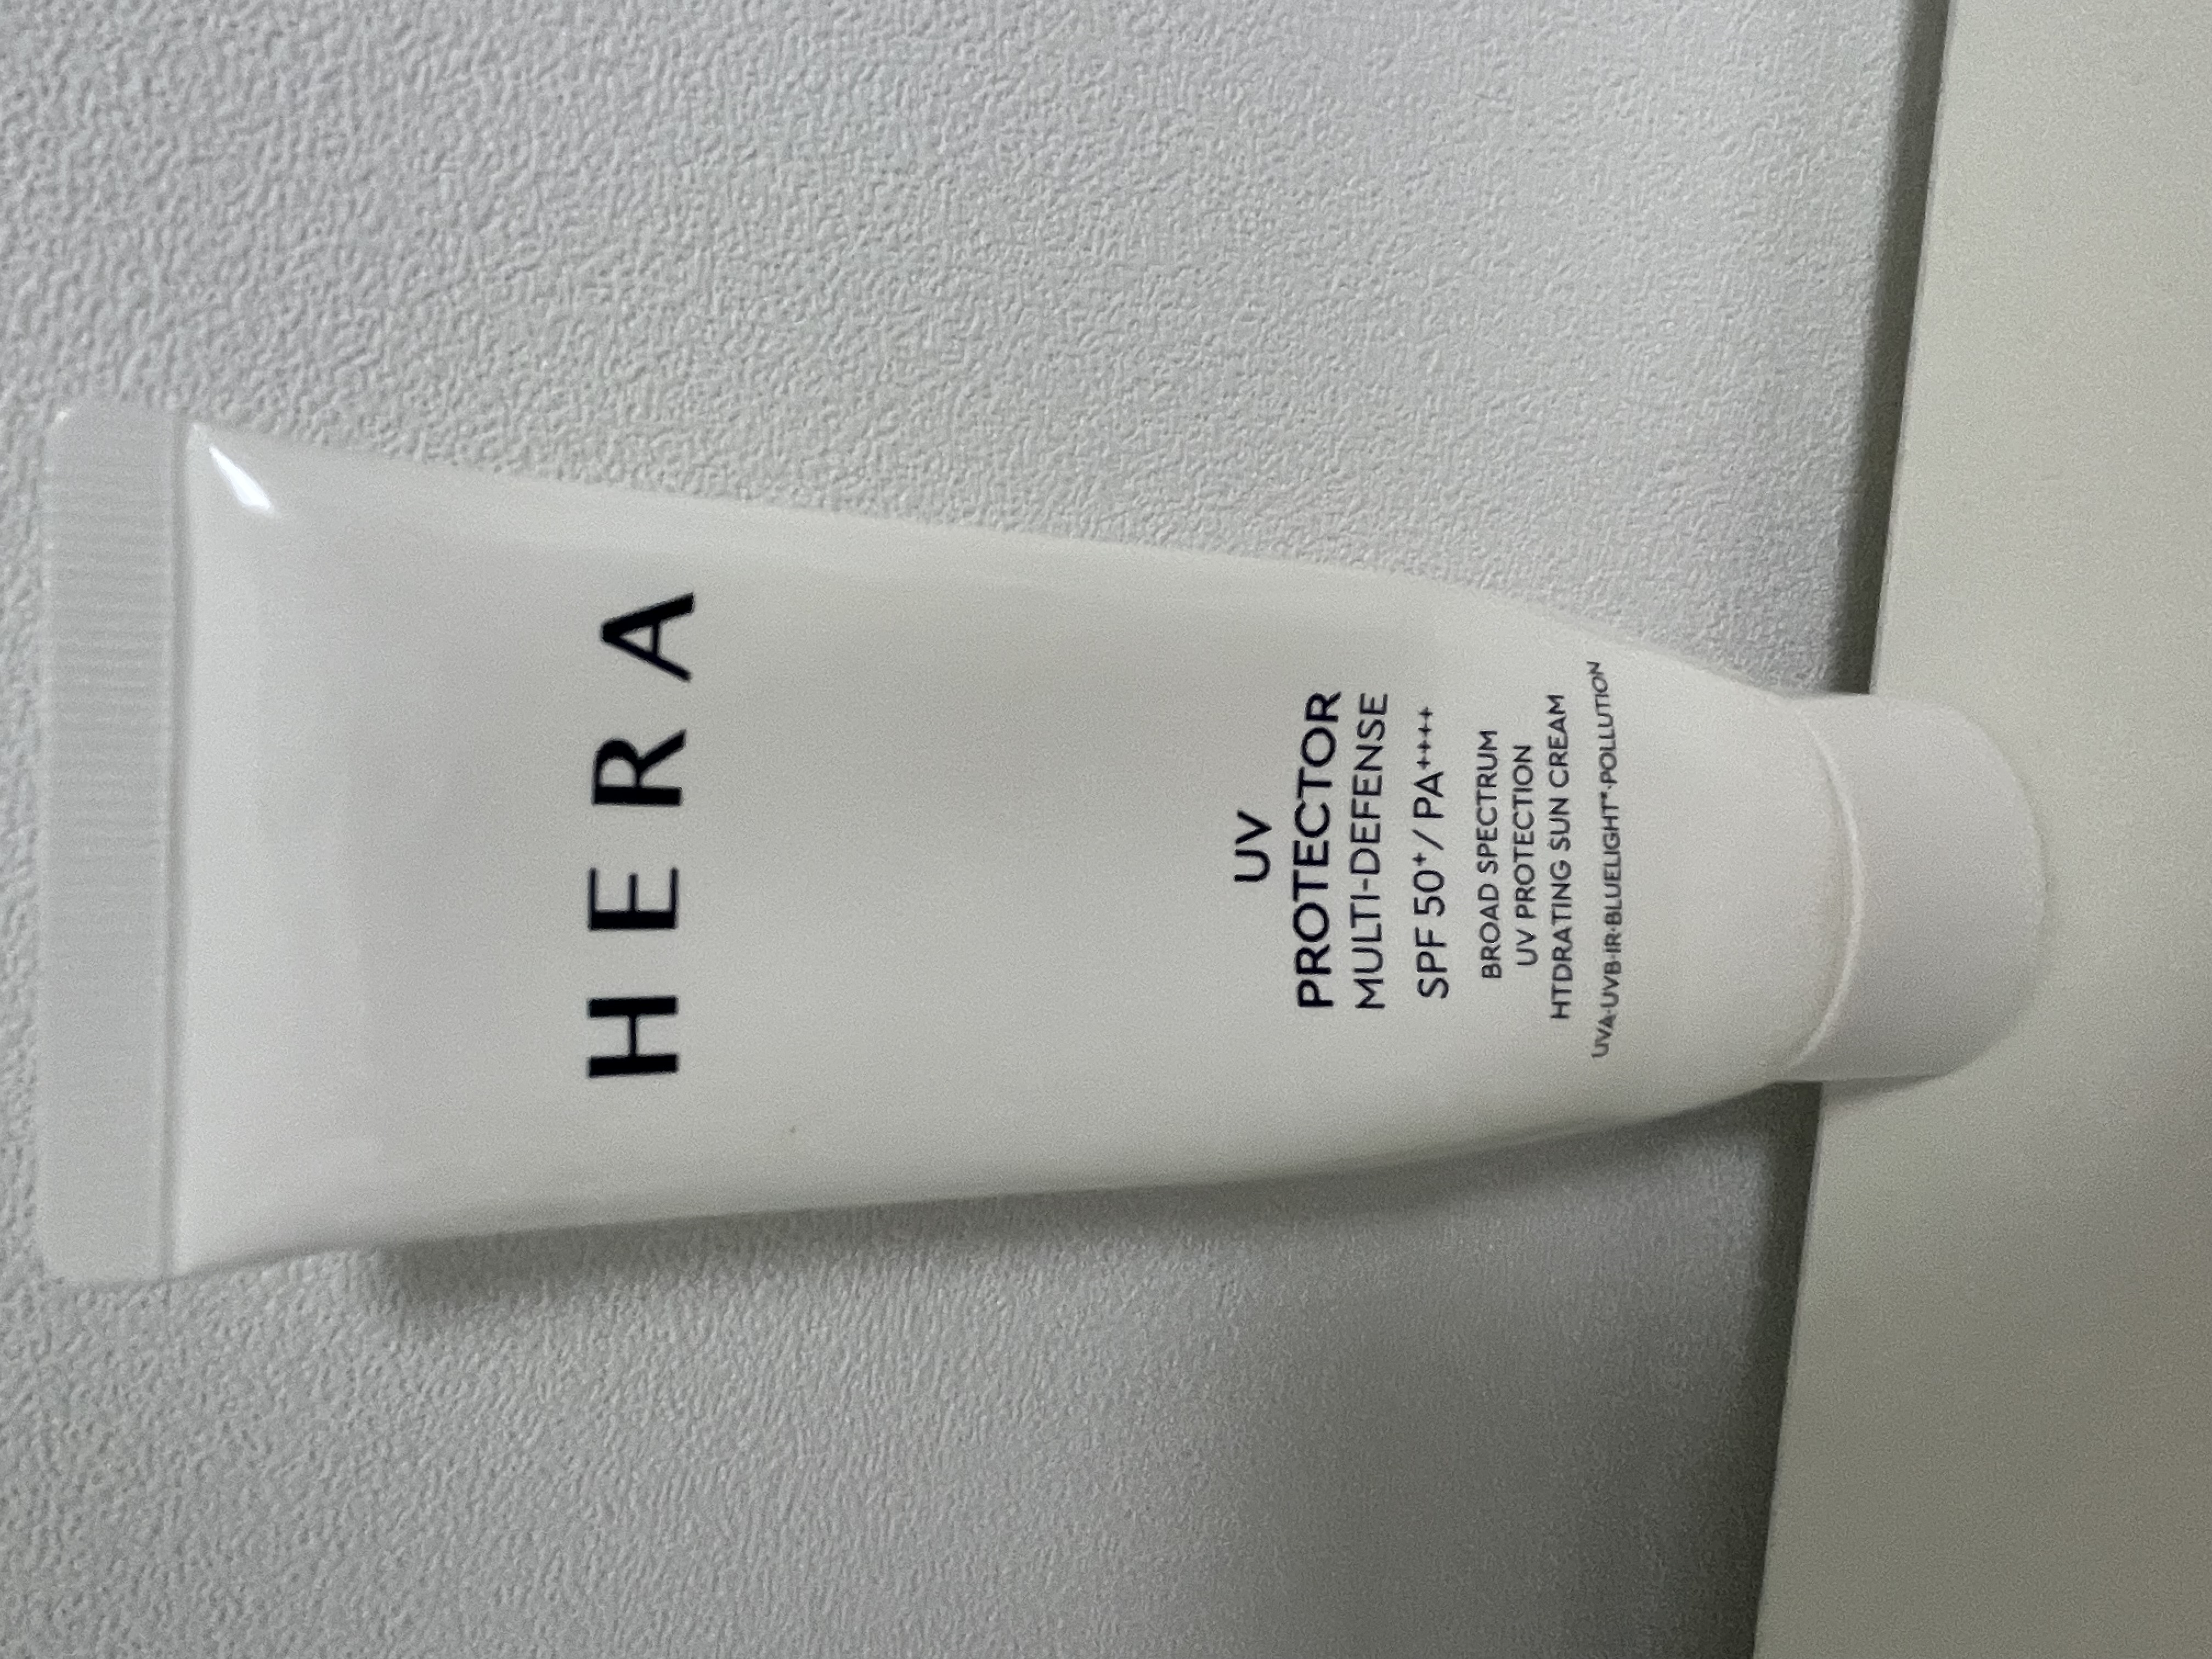 HERA
UV
PROTECTOR
MULTI-DEFENSE
SPF 50+/PA++++
BROAD SPECTRUM
UV PROTECTION
HTDRATING SUN CREAM
UVA·UVB·IR·BLUELIGHT*·POLLUTION